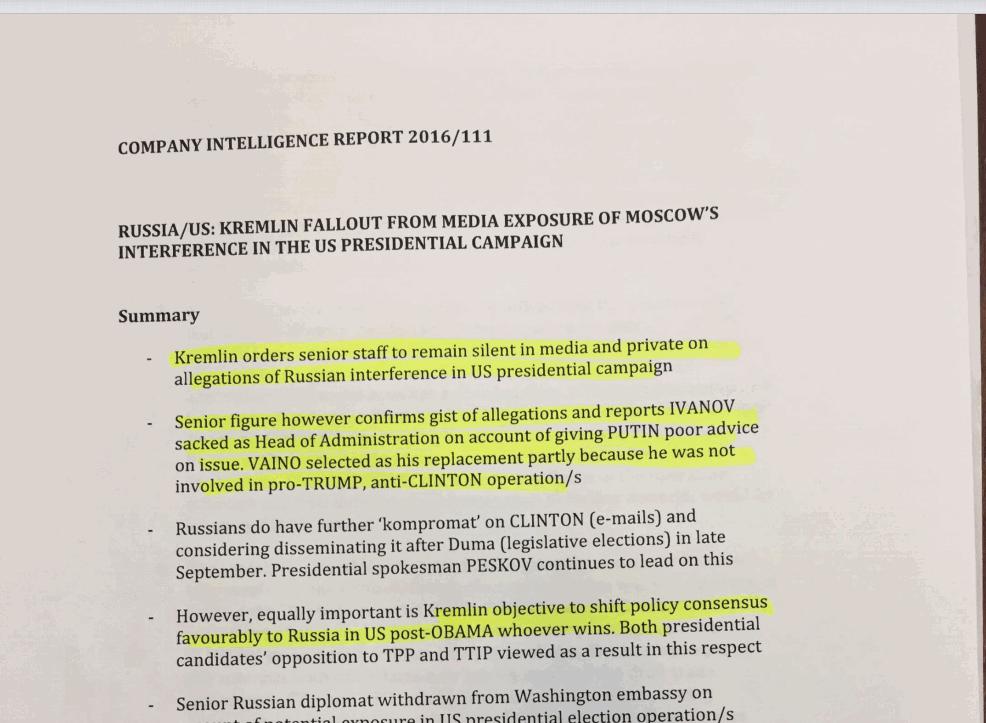 COMPANY INTELLIGENCE REPORT 2016/111
RUSSIA/US: KREMLIN FALLOUT FROM MEDIA EXPOSURE OF MOSCOW'S
INTERFERENCE IN THE US PRESIDENTIAL CAMPAIGN
Summary
- Kremlin orders senior staff to remain silent in media and private on
allegations of Russian interference in US presidential campaign
- Senior figure however confirms gist of allegations and reports IVANOV
sacked as Head of Administration on account of giving PUTIN poor advice
on issue. VAINO selected as his replacement partly because he was not
involved in pro-TRUMP, anti-CLINTON operation/s
- Russians do have further 'kompromat' on CLINTON (e-mails) and
considering disseminating it after Duma (legislative elections) in late
September. Presidential spokesman PESKOV continues to lead on this
- However, equally important is Kremlin objective to shift policy consensus
favourably to Russia in US post-OBAMA whoever wins. Both presidential
candidates' opposition to TPP and TTIP viewed as a result in this respect
- Senior Russian diplomat withdrawn from Washington embassy on
of potential exposure in US presidential election operation/s